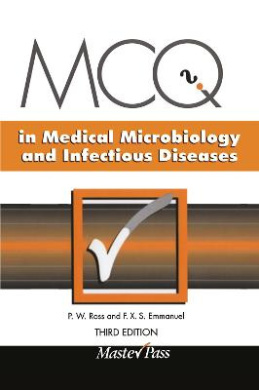 MCQ
in Medical Microbiology
and Infectious Diseases
P. W. Ross and F. X. S. Emmanuel
THIRD EDITION
MasterPass